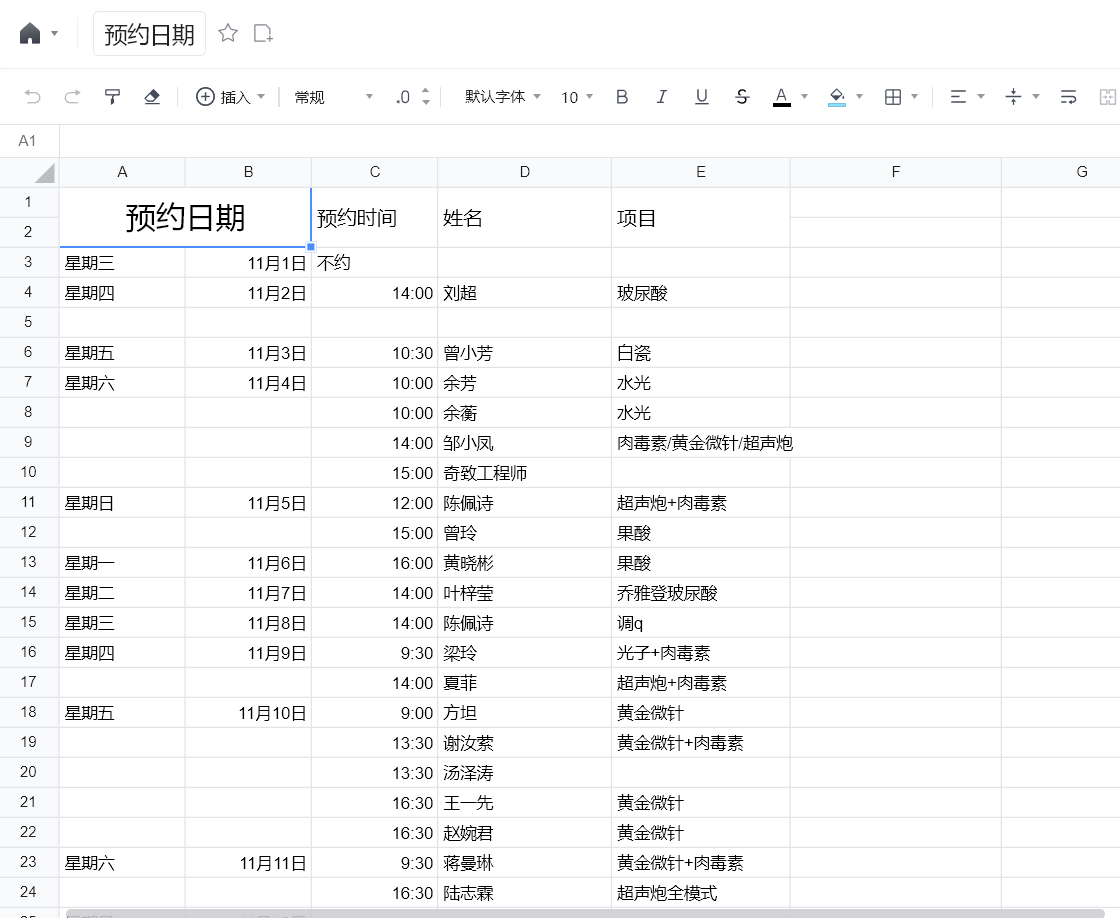 预约日期
插入 常规 .0 默认字体 10 B I U S A
A1
A B C D E F G
1 预约日期 预约时间 姓名 项目
2
3 星期三 11月1日 不约
4 星期四 11月2日 14:00 刘超 玻尿酸
5
6 星期五 11月3日 10:30 曾小芳 白瓷
7 星期六 11月4日 10:00 余芳 水光
8 10:00 余蘅 水光
9 14:00 邹小凤 肉毒素/黄金微针/超声炮
10 15:00 奇致工程师
11 星期日 11月5日 12:00 陈佩诗 超声炮+肉毒素
12 15:00 曾玲 果酸
13 星期一 11月6日 16:00 黄晓彬 果酸
14 星期二 11月7日 14:00 叶梓莹 乔雅登玻尿酸
15 星期三 11月8日 14:00 陈佩诗 调q
16 星期四 11月9日 9:30 梁玲 光子+肉毒素
17 14:00 夏菲 超声炮+肉毒素
18 星期五 11月10日 9:00 方坦 黄金微针
19 13:30 谢汝萦 黄金微针+肉毒素
20 13:30 汤泽涛
21 16:30 王一先 黄金微针
22 16:30 赵婉君 黄金微针
23 星期六 11月11日 9:30 蒋曼琳 黄金微针+肉毒素
24 16:30 陆志霖 超声炮全模式